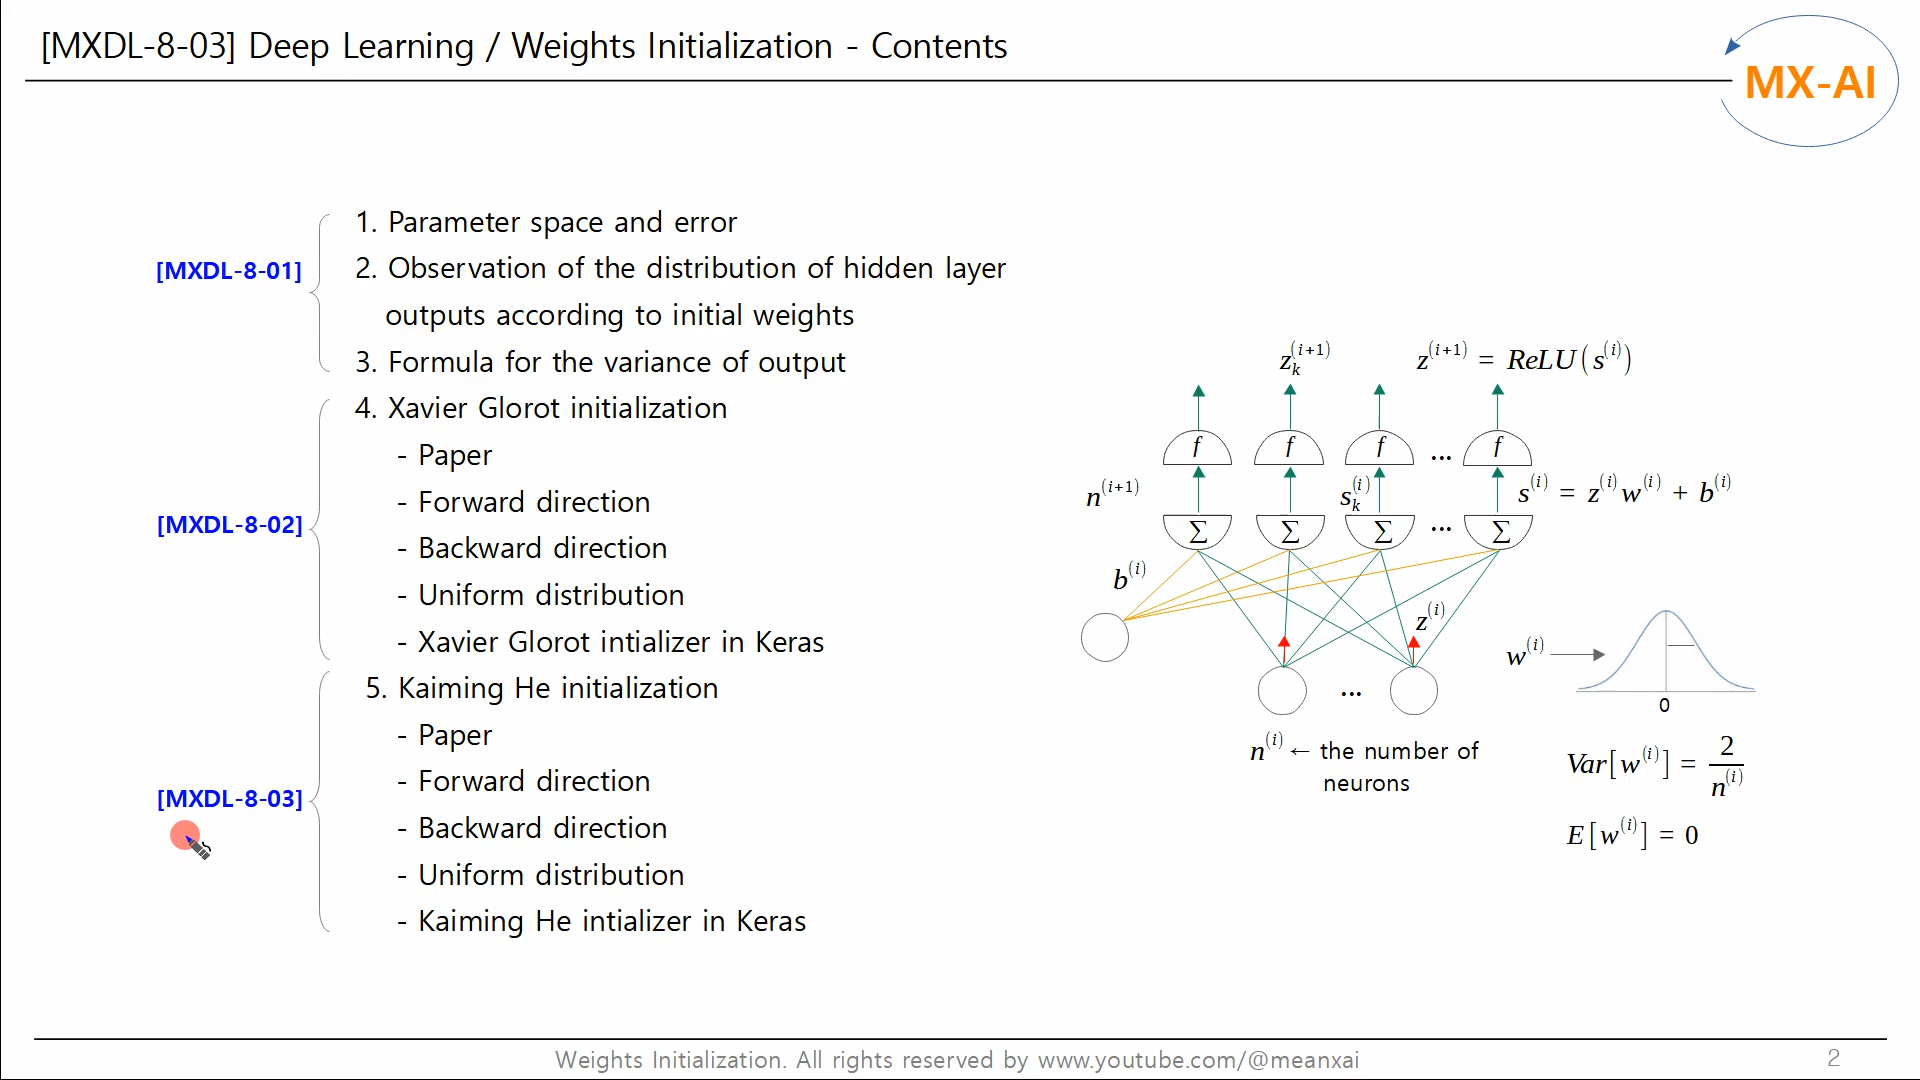 [MXDL-8-03] Deep Learning / Weights Initialization - Contents
MX-AI
[MXDL-8-01]
1. Parameter space and error
2. Observation of the distribution of hidden layer
outputs according to initial weights
3. Formula for the variance of output
[MXDL-8-02]
4. Xavier Glorot initialization
- Paper
- Forward direction
- Backward direction
- Uniform distribution
- Xavier Glorot intializer in Keras
[MXDL-8-03]
5. Kaiming He initialization
- Paper
- Forward direction
- Backward direction
- Uniform distribution
- Kaiming He intializer in Keras
z_k^{(i+1)} z^{(i+1)} = ReLU(s^{(i)})
f f f ... f
n^{(i+1)} s_k^{(i)} s^{(i)} = z^{(i)} w^{(i)} + b^{(i)}
∑ ∑ ∑ ... ∑
b^{(i)}
z^{(i)}
w^{(i)}
...
0
n^{(i)} ← the number of
neurons
Var[w^{(i)}] = 2 / n^{(i)}
E[w^{(i)}] = 0
Weights Initialization. All rights reserved by www.youtube.com/@meanxai
2